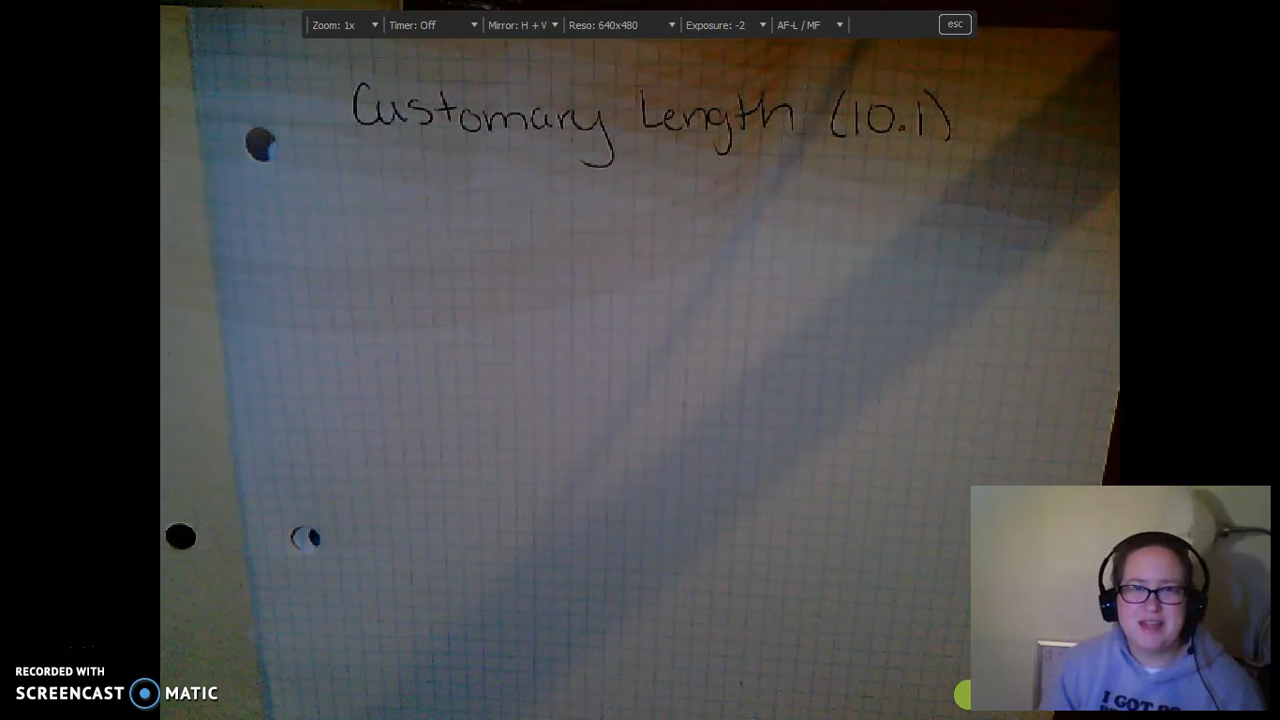 Zoom: 1x Timer: Off Mirror: H + V Reso: 640x480 Exposure: -2 AF-L / MF esc
Customary Length (10.1)
I GOT
RECORDED WITH
SCREENCAST MATIC